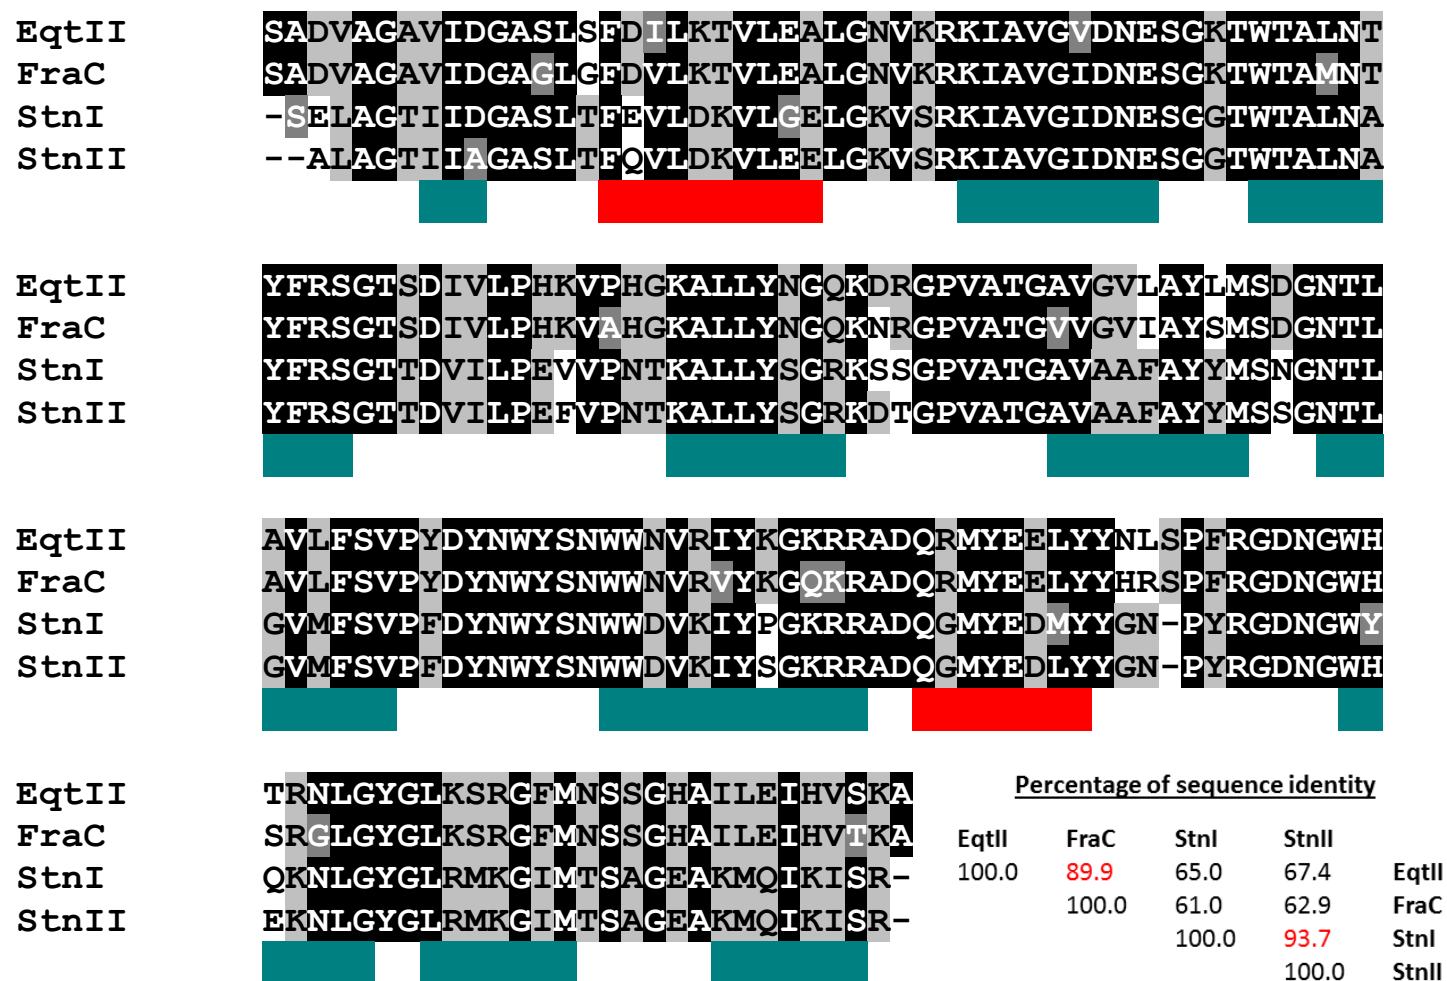 EqtII SADVAGAVIDGASLSFDILKTVLEALGNVKRKIAVGVDNESGKTWTALNT
FraC SADVAGAVIDGAGLGFDVLKTVLEALGNVKRKIAVGIDNESGKTWTAMNT
StnI -SELAGTIIDGASLTFEVLDKVLGELGKVSRKIAVGIDNESGGTWTALNA
StnII --ALAGTIIAGASLTFQVLDKVLEELGKVSRKIAVGIDNESGGTWTALNA
EqtII YFRSGTSDIVLPHKVPHGKALLYNGQKDRGPVATGAVGVLAYLMSDGNTL
FraC YFRSGTSDIVLPHKVAHGKALLYNGQKNRGPVATGVVGVIAYSMSDGNTL
StnI YFRSGTTDVILPEVVPNTKALLYSGRKSSGPVATGAVAAFAYYMSNGNTL
StnII YFRSGTTDVILPEFVPNTKALLYSGRKDTGPVATGAVAAFAYYMSSGNTL
EqtII AVLFSVPYDYNWYSNWWNVRIYKGKRRADQRMYEELYYNLSPFRGDNGWH
FraC AVLFSVPYDYNWYSNWWNVRVYKGQKRADQRMYEELYYHRSPFRGDNGWH
StnI GVMFSVPFDYNWYSNWWDVKIYPGKRRADQGMYEDMYYGN-PYRGDNGWY
StnII GVMFSVPFDYNWYSNWWDVKIYSGKRRADQGMYEDLYYGN-PYRGDNGWH
EqtII TRNLGYGLKSRGFMNSSGHAILEIHVSKA
FraC SRGLGYGLKSRGFMNSSGHAILEIHVTKA
StnI QKNLGYGLRMKGIMTSAGEAKMQIKISR-
StnII EKNLGYGLRMKGIMTSAGEAKMQIKISR-
Percentage of sequence identity
EqtII FraC StnI StnII
100.0 89.9 65.0 67.4 EqtII
100.0 61.0 62.9 FraC
100.0 93.7 StnI
100.0 StnII